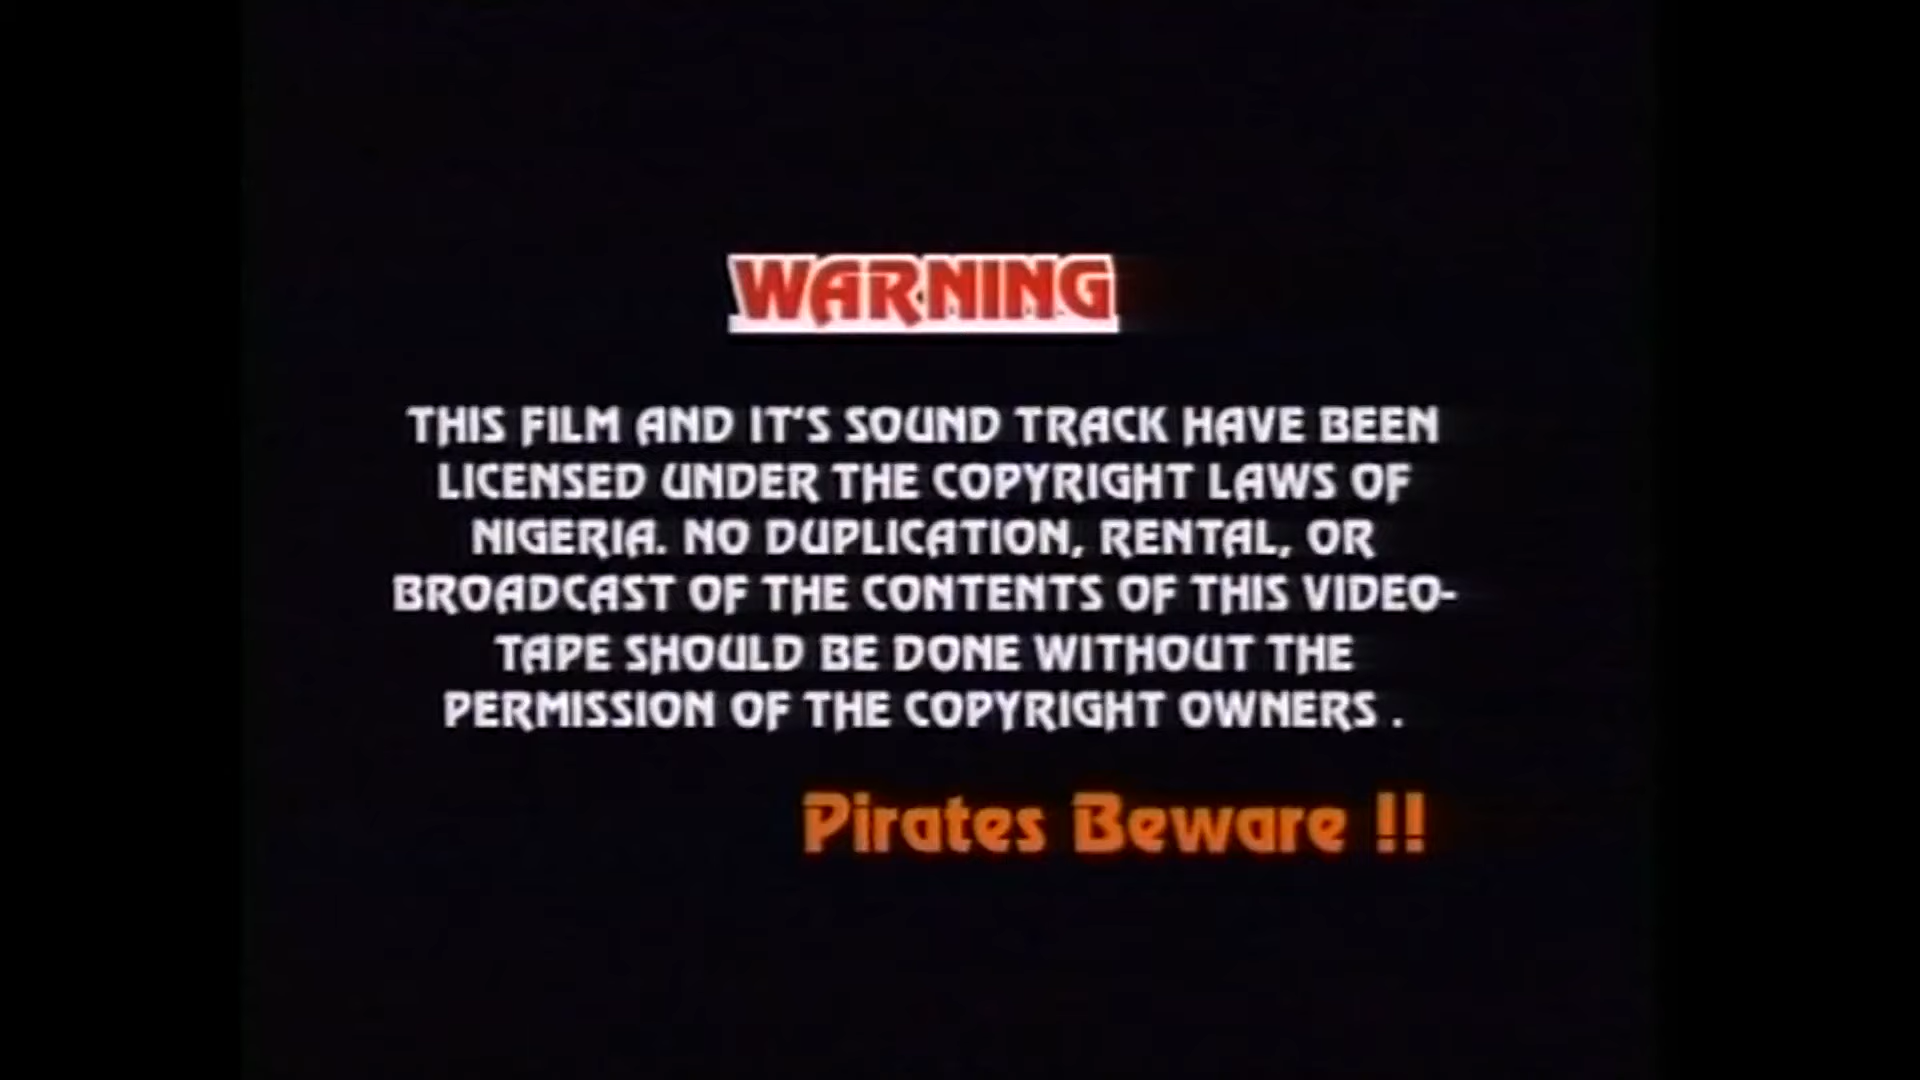 WARNING
THIS FILM AND IT'S SOUND TRACK HAVE BEEN
LICENSED UNDER THE COPYRIGHT LAWS OF
NIGERIA. NO DUPLICATION, RENTAL, OR
BROADCAST OF THE CONTENTS OF THIS VIDEO-
TAPE SHOULD BE DONE WITHOUT THE
PERMISSION OF THE COPYRIGHT OWNERS .
Pirates Beware !!